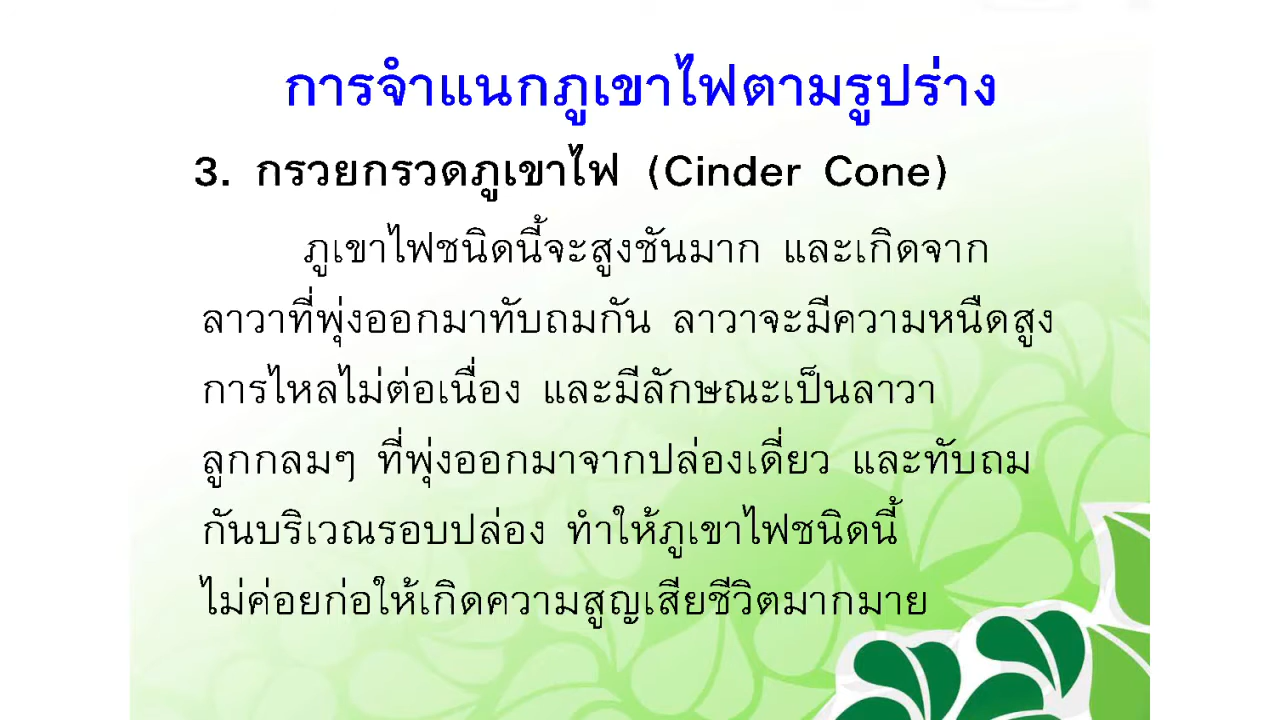 การจำแนกภูเขาไฟตามรูปร่าง
3. กรวยกรวดภูเขาไฟ (Cinder Cone)
ภูเขาไฟชนิดนี้จะสูงชันมาก และเกิดจาก
ลาวาที่พุ่งออกมาทับถมกัน ลาวาจะมีความหนืดสูง
การไหลไม่ต่อเนื่อง และมีลักษณะเป็นลาวา
ลูกกลมๆ ที่พุ่งออกมาจากปล่องเดี่ยว และทับถม
กันบริเวณรอบปล่อง ทำให้ภูเขาไฟชนิดนี้
ไม่ค่อยก่อให้เกิดความสูญเสียชีวิตมากมาย